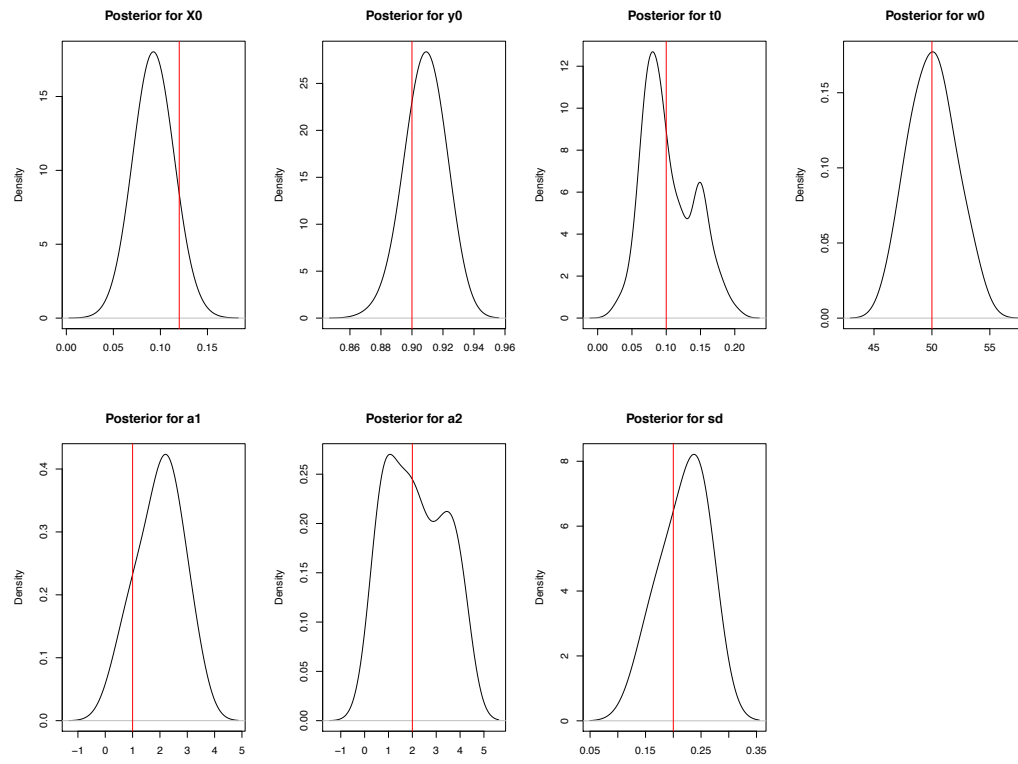 Posterior for X0
Posterior for y0
Posterior for t0
Posterior for w0
Density
0
5
10
15
0.00 0.05 0.10 0.15
Density
0
5
10
15
20
25
0.86 0.88 0.90 0.92 0.94 0.96
Density
0
2
4
6
8
10
12
0.00 0.05 0.10 0.15 0.20
Density
0.00
0.05
0.10
0.15
45 50 55
Posterior for a1
Posterior for a2
Posterior for sd
Density
0.0
0.1
0.2
0.3
0.4
−1 0 1 2 3 4 5
Density
0.00
0.05
0.10
0.15
0.20
0.25
−1 0 1 2 3 4 5
Density
0
2
4
6
8
0.05 0.15 0.25 0.35